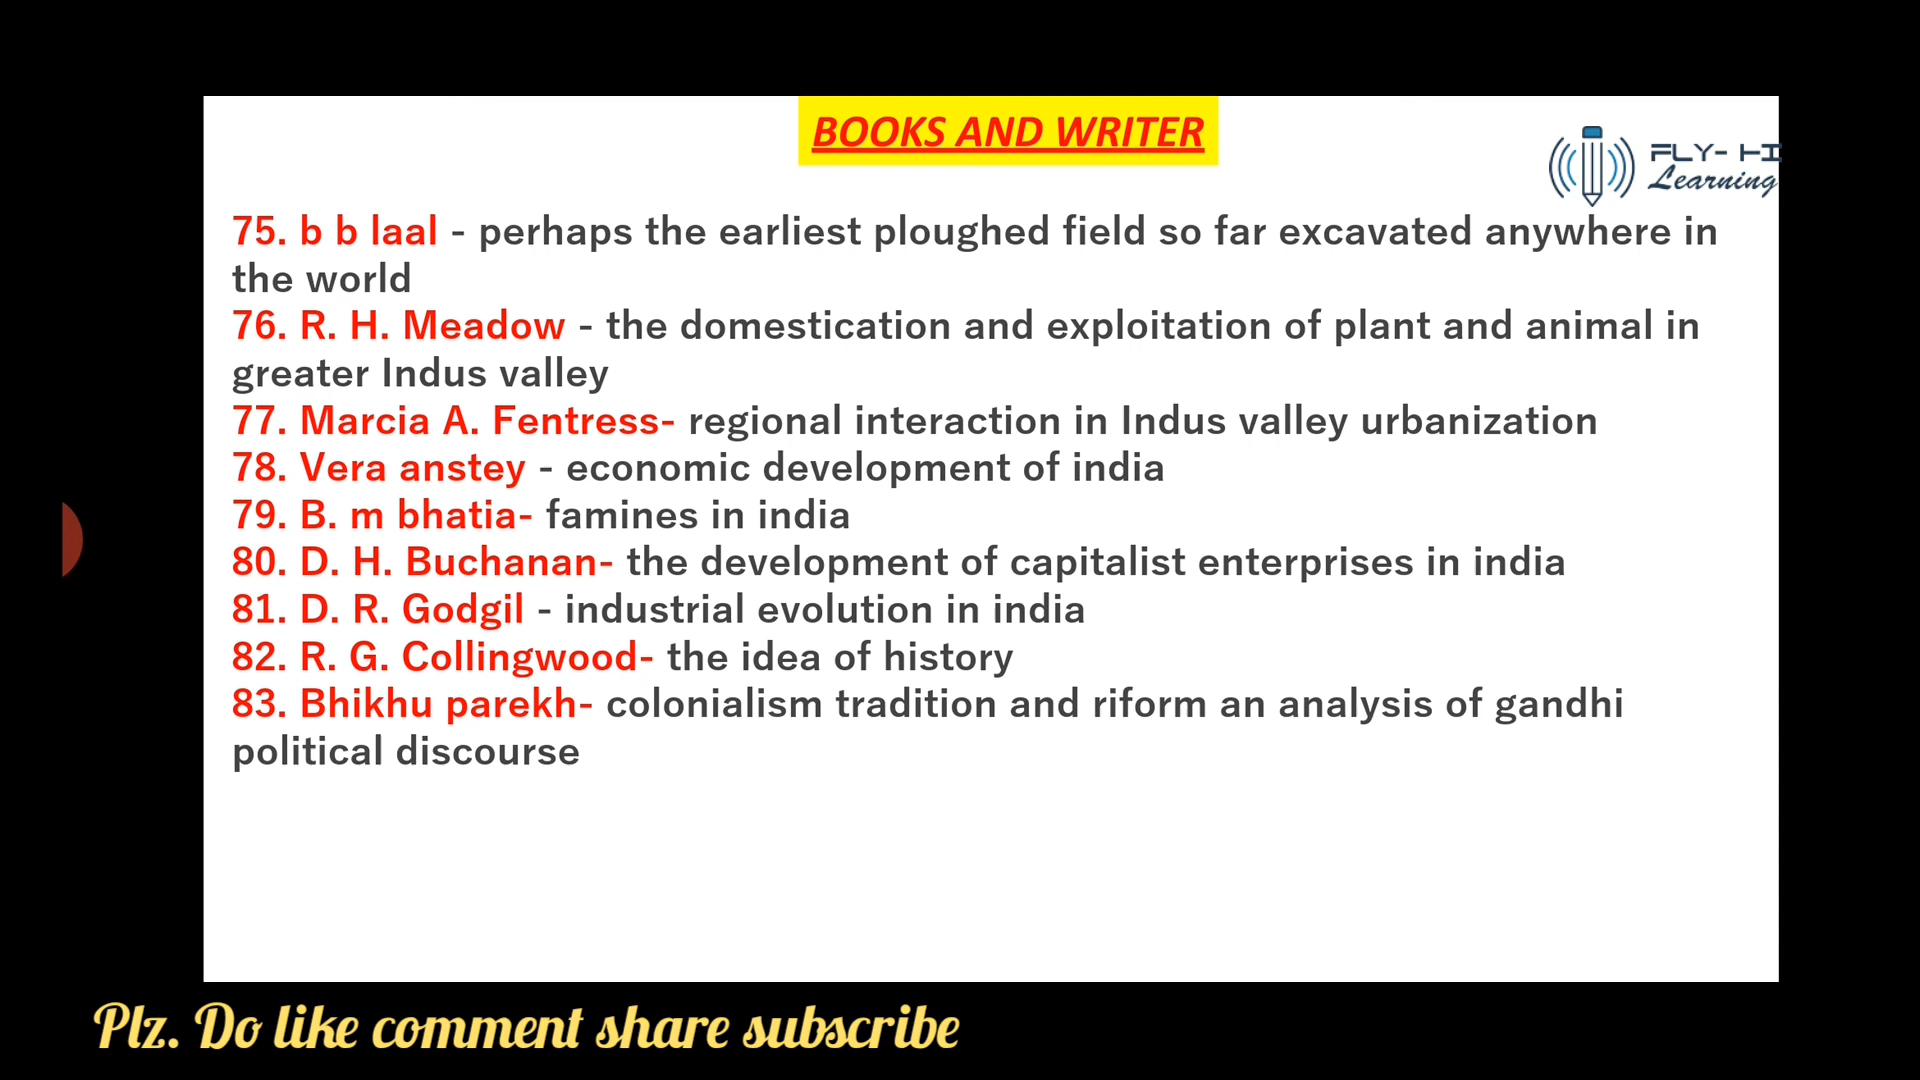 BOOKS AND WRITER
FLY- HI
Learning
75. b b laal - perhaps the earliest ploughed field so far excavated anywhere in
the world
76. R. H. Meadow - the domestication and exploitation of plant and animal in
greater Indus valley
77. Marcia A. Fentress- regional interaction in Indus valley urbanization
78. Vera anstey - economic development of india
79. B. m bhatia- famines in india
80. D. H. Buchanan- the development of capitalist enterprises in india
81. D. R. Godgil - industrial evolution in india
82. R. G. Collingwood- the idea of history
83. Bhikhu parekh- colonialism tradition and riform an analysis of gandhi
political discourse
Plz. Do like comment share subscribe